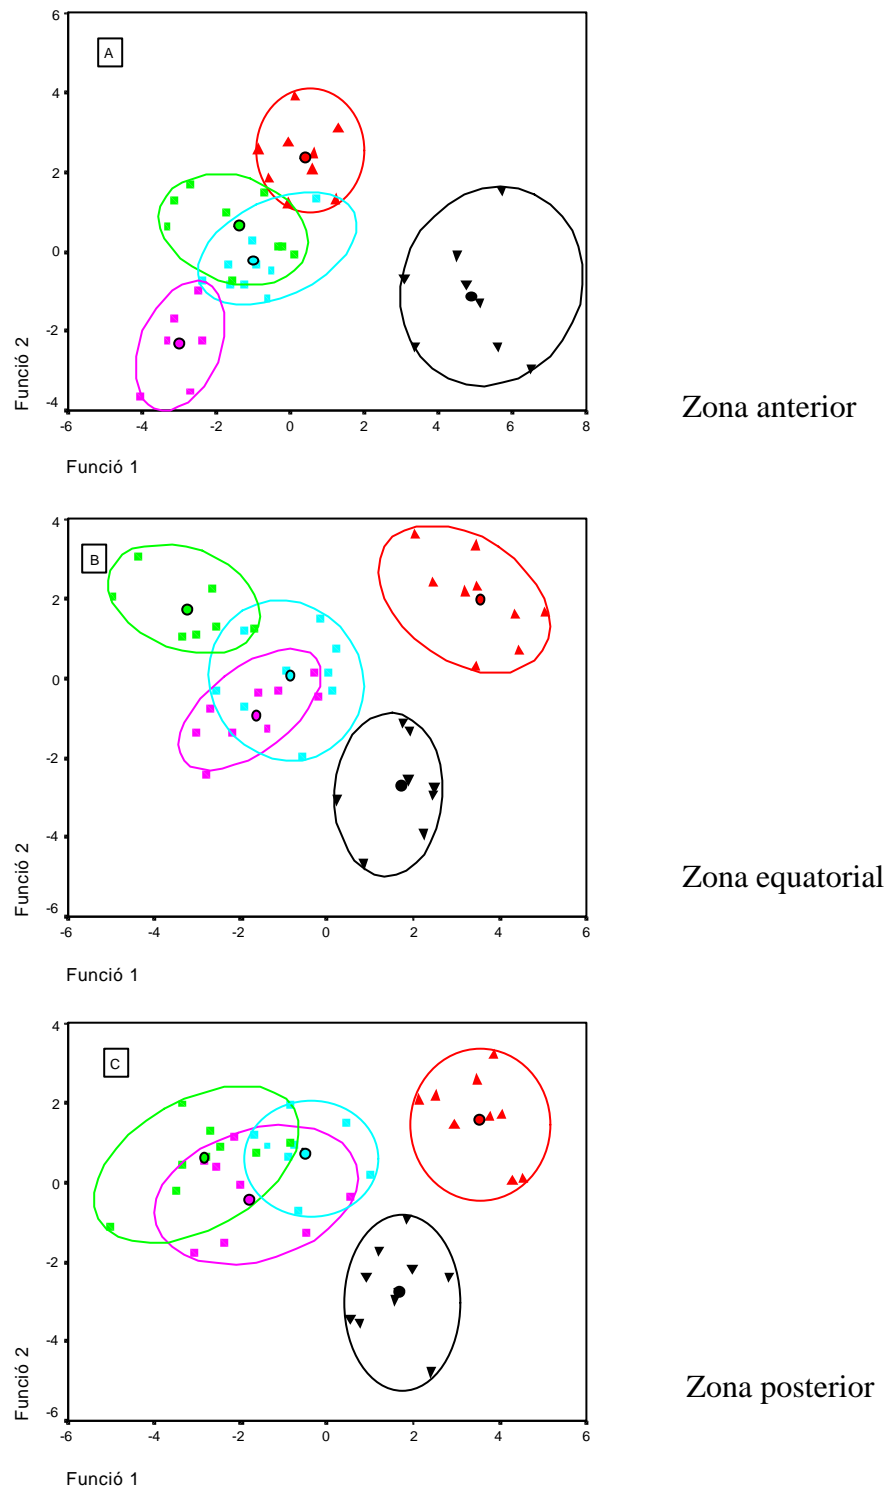 6
A
4
2
0
-2
-4
-6 -4 -2 0 2 4 6 8
Funció 2
Funció 1
Zona anterior
4
B
2
0
-2
-4
-6
-6 -4 -2 0 2 4 6
Funció 2
Funció 1
Zona equatorial
4
C
2
0
-2
-4
-6
-6 -4 -2 0 2 4 6
Funció 2
Funció 1
Zona posterior